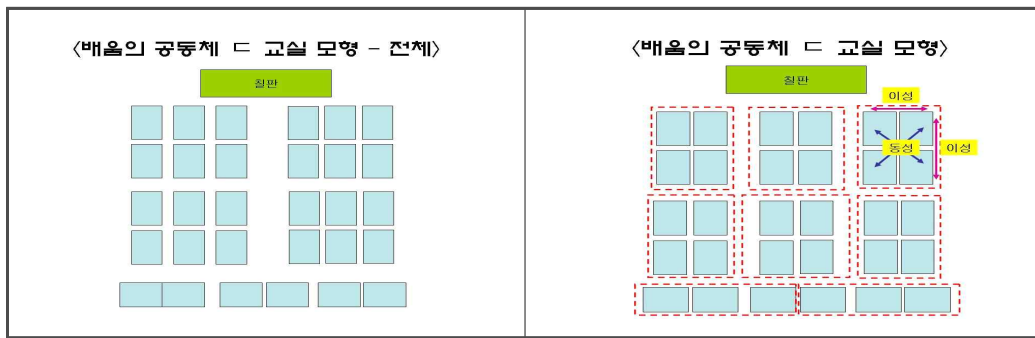 〈배움의 공동체 ㄷ 교실 모형 - 전체〉
칠판
〈배움의 공동체 ㄷ 교실 모형〉
칠판
이성
동성
이성